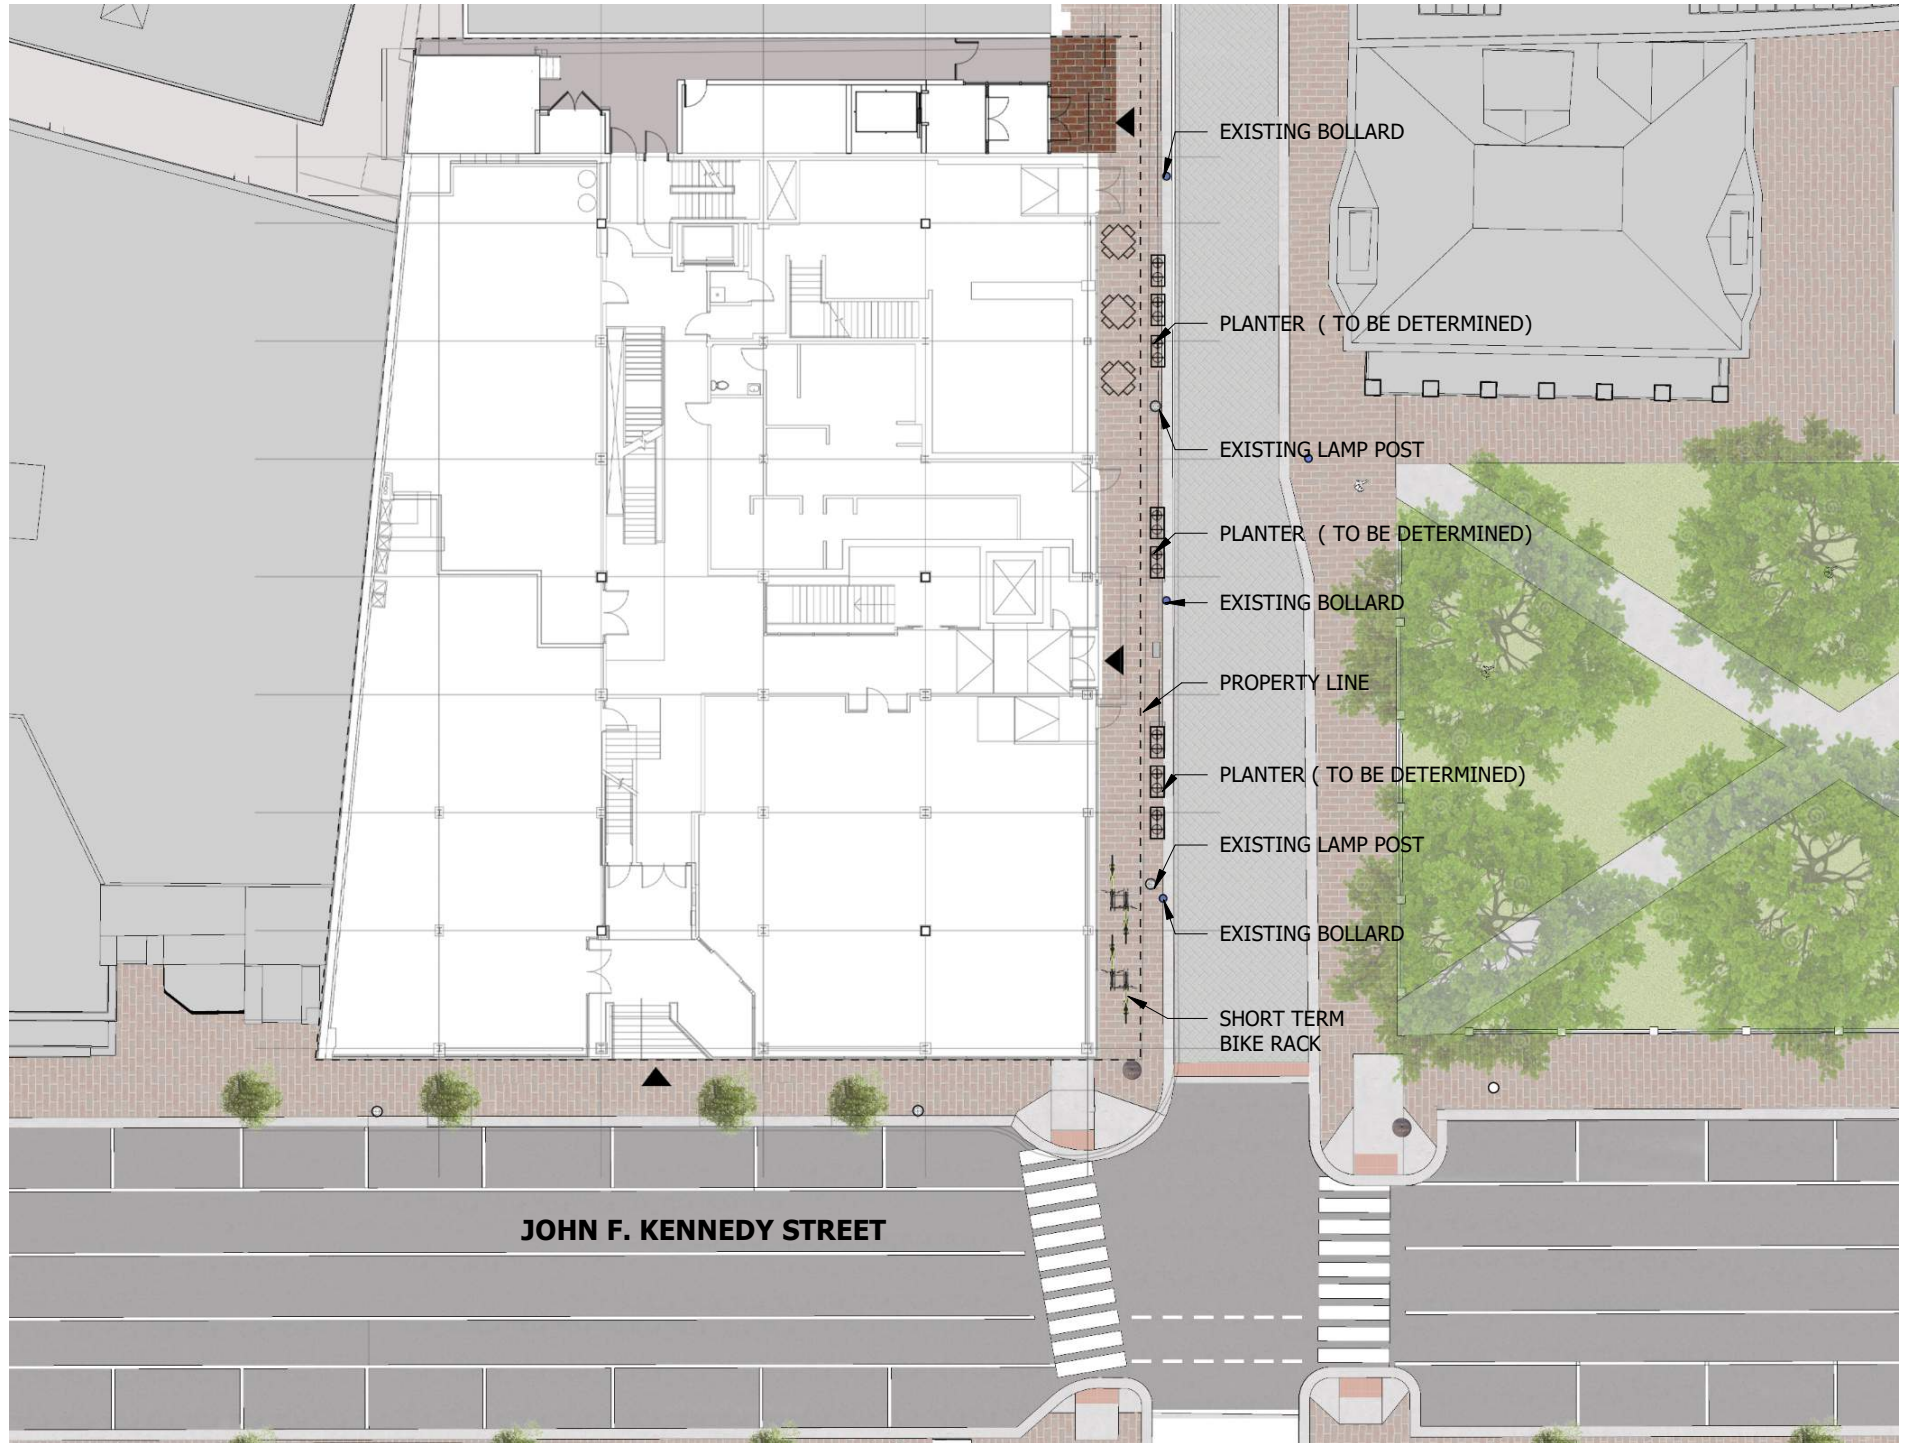 EXISTING BOLLARD
PLANTER ( TO BE DETERMINED)
EXISTING LAMP POST
PLANTER ( TO BE DETERMINED)
EXISTING BOLLARD
PROPERTY LINE
PLANTER ( TO BE DETERMINED)
EXISTING LAMP POST
EXISTING BOLLARD
SHORT TERM
BIKE RACK
JOHN F. KENNEDY STREET